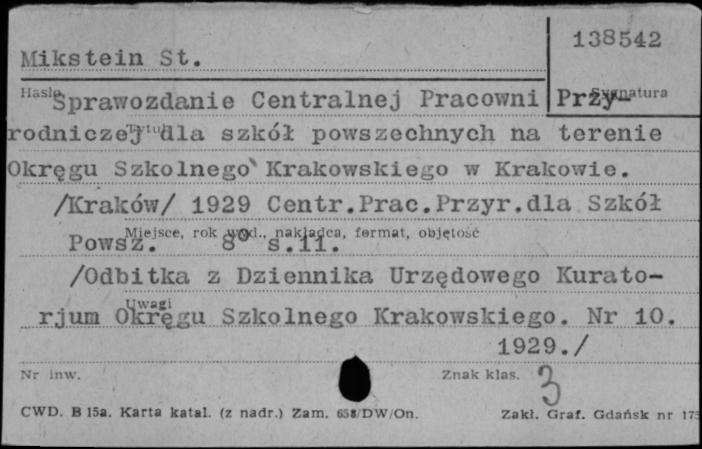 138542
Mikstein St.
Hasło Sygnatura
Sprawozdanie Centralnej Pracowni Przy-
Tytuł
rodniczej dla szkół powszechnych na terenie
Okręgu Szkolnego Krakowskiego w Krakowie.
/Kraków/ 1929 Centr.Prac.Przyr.dla Szkół
Miejsce, rok wyd., nakładca, format, objętość
Powsz. 8° s.11.
/Odbitka z Dziennika Urzędowego Kurato-
Uwagi
rjum Okręgu Szkolnego Krakowskiego. Nr 10.
1929./
Nr inw. Znak klas. 3
CWD. B 15a. Karta katal. (z nadr.) Zam. 658/DW/On. Zakł. Graf. Gdańsk nr 175